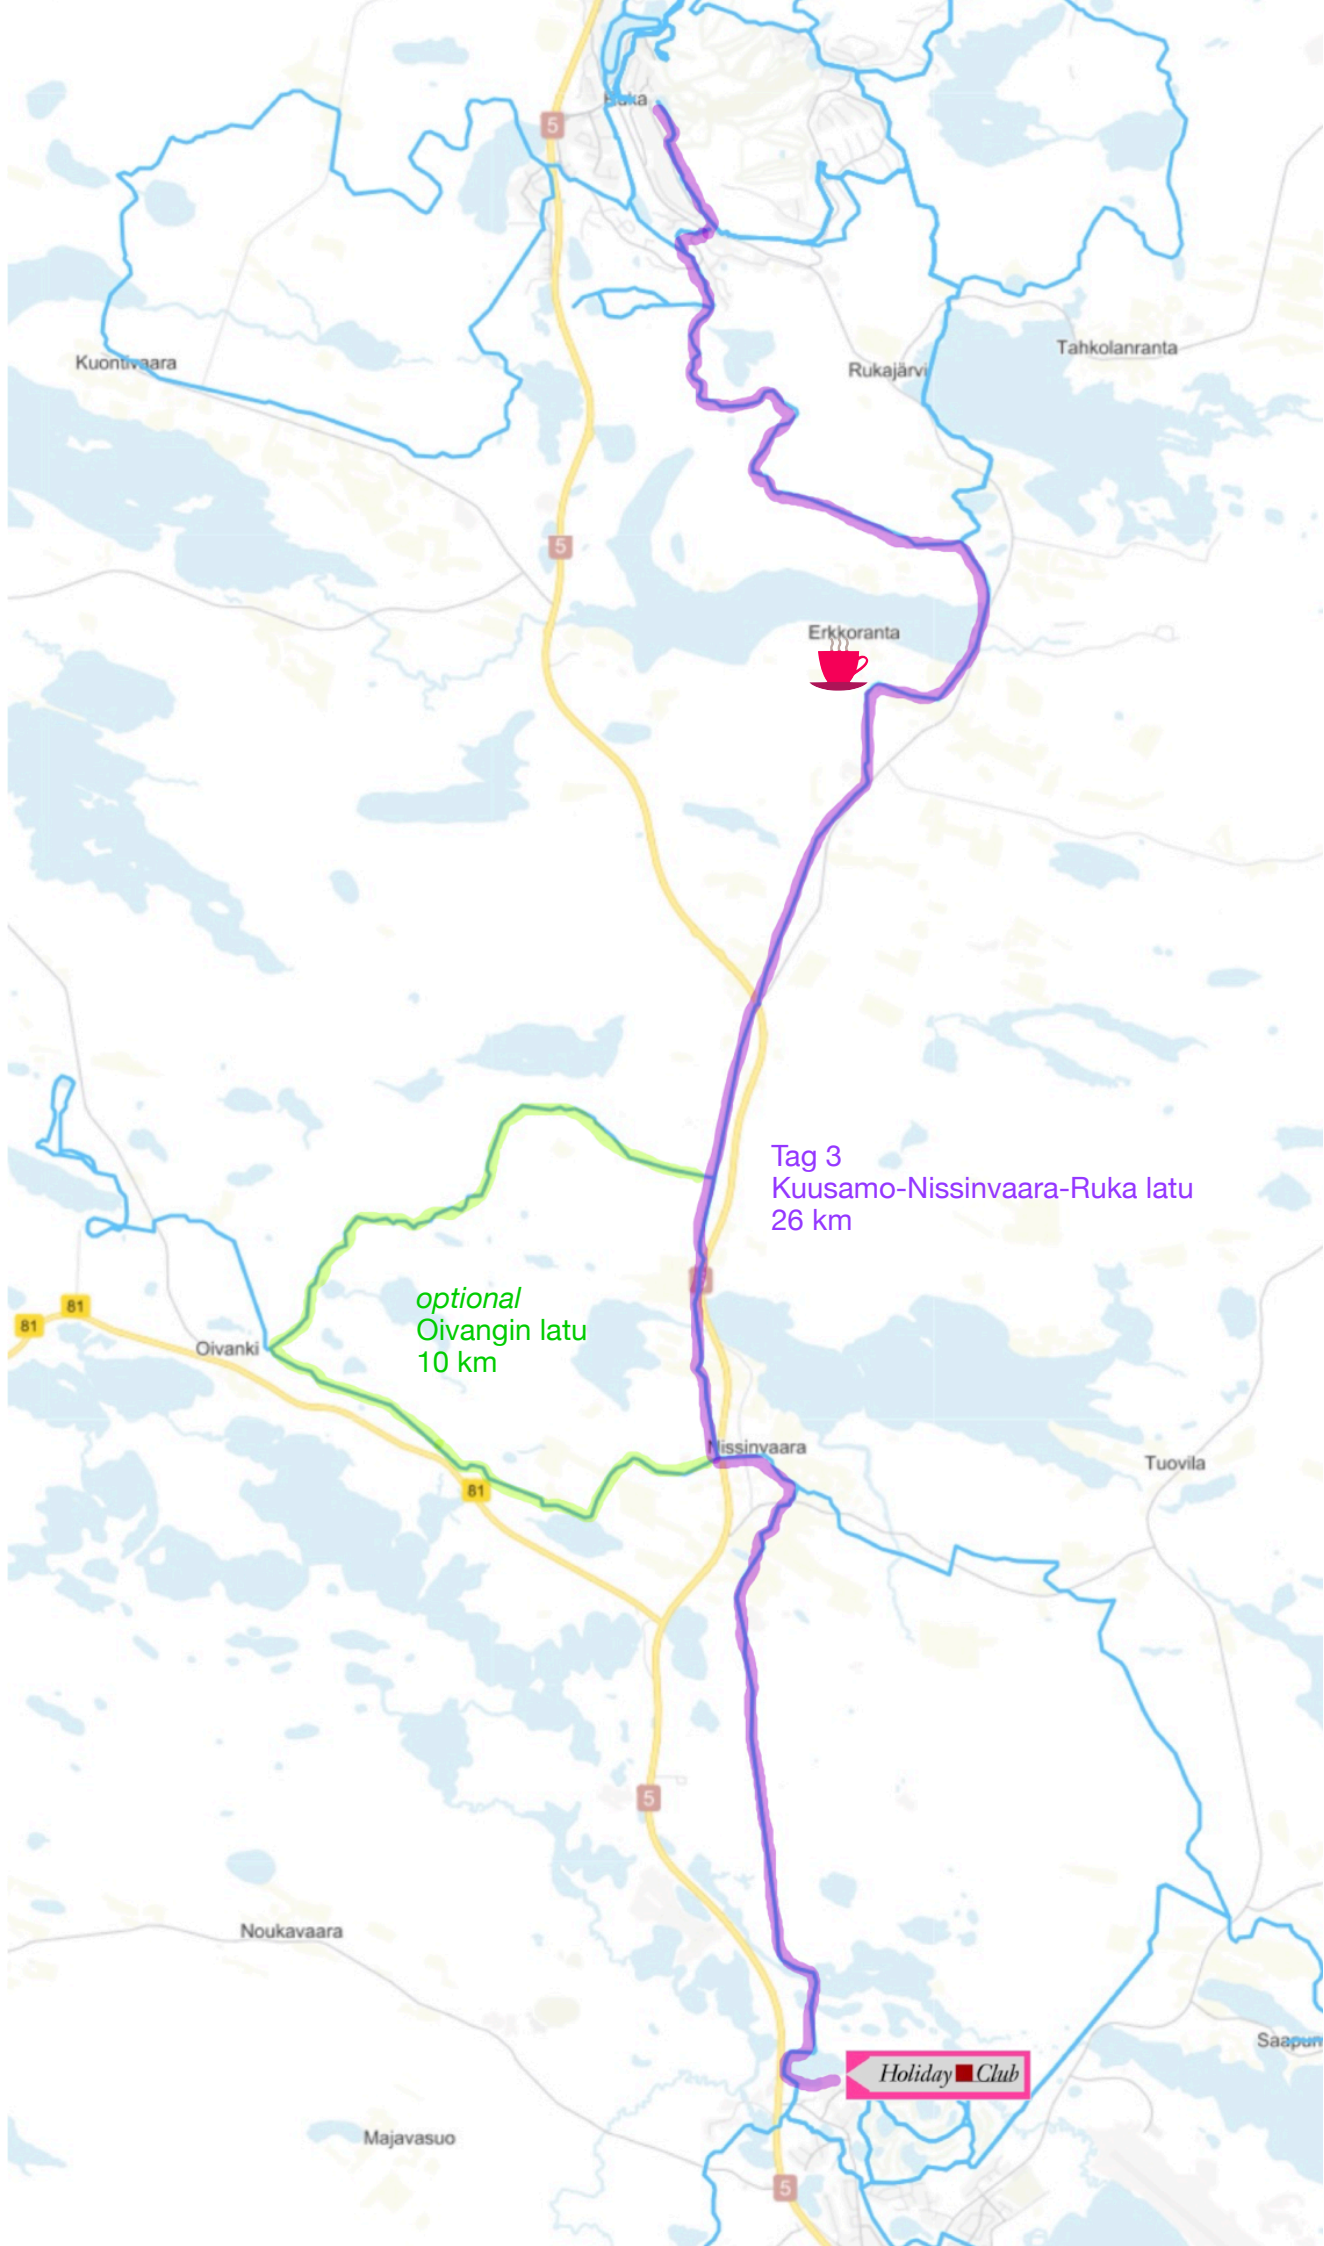 Ruka
5
Kuontivaara
Tahkolanranta
Rukajärvi
5
Erkkoranta
Tag 3
Kuusamo-Nissinvaara-Ruka latu
26 km
optional
Oivangin latu
10 km
81
81
Oivanki
Nissinvaara
Tuovila
81
5
Noukavaara
Saapun
Holiday Club
Majavasuo
5